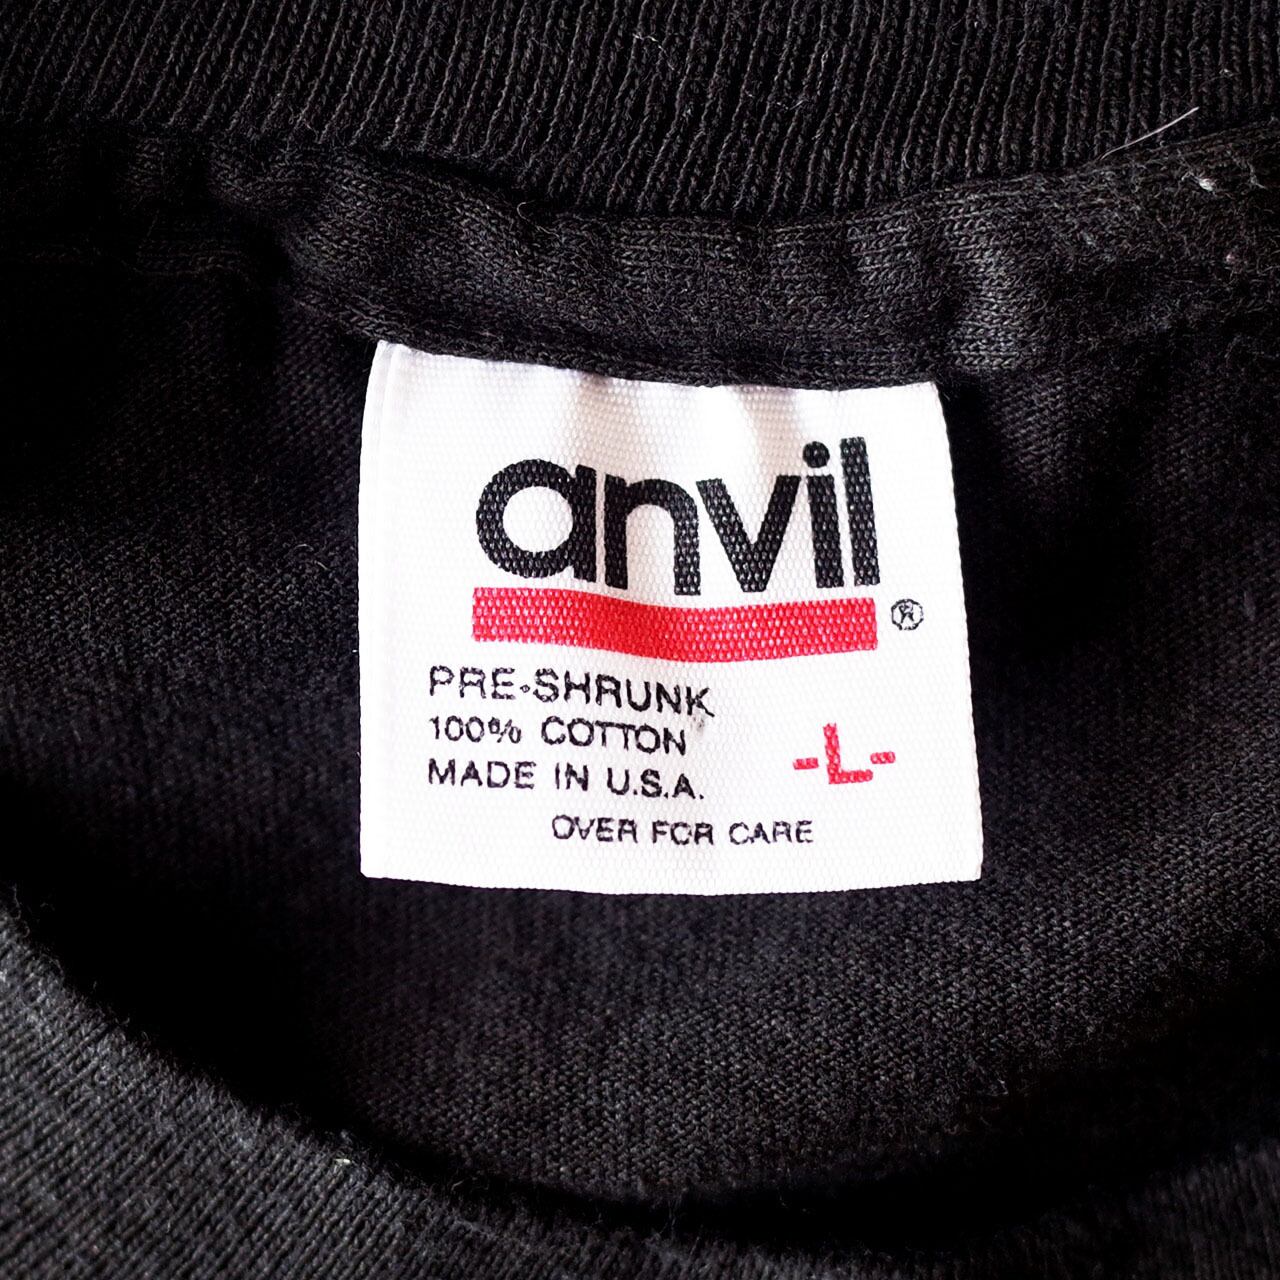 anvil
®
PRE-SHRUNK
100% COTTON
MADE IN U.S.A.
-L-
OVER FOR CARE